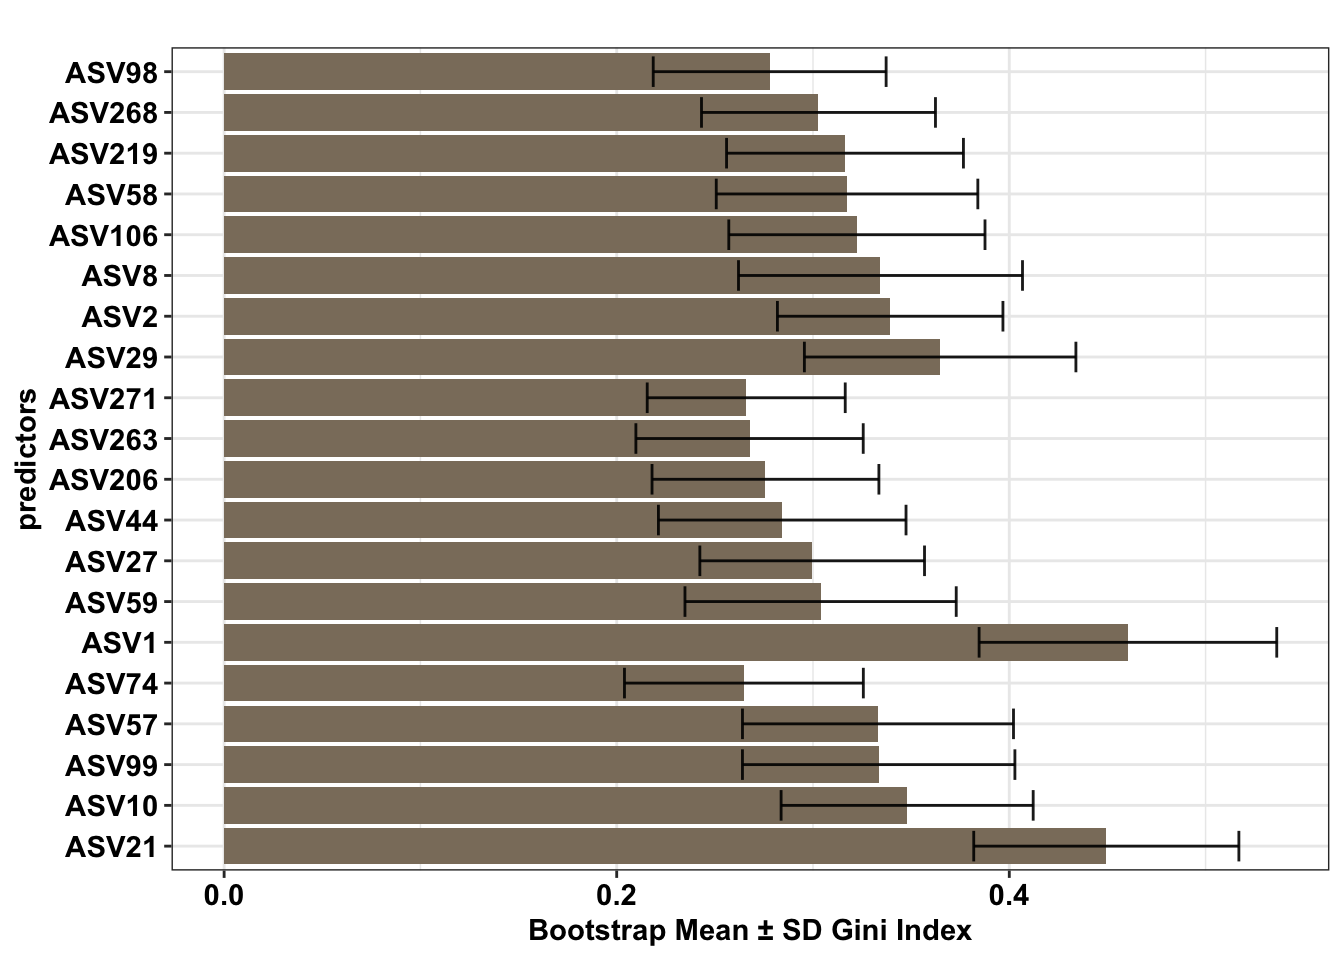 ASV98
ASV268
ASV219
ASV58
ASV106
ASV8
ASV2
ASV29
ASV271
ASV263
ASV206
ASV44
ASV27
ASV59
ASV1
ASV74
ASV57
ASV99
ASV10
ASV21
predictors
0.0 0.2 0.4
Bootstrap Mean ± SD Gini Index